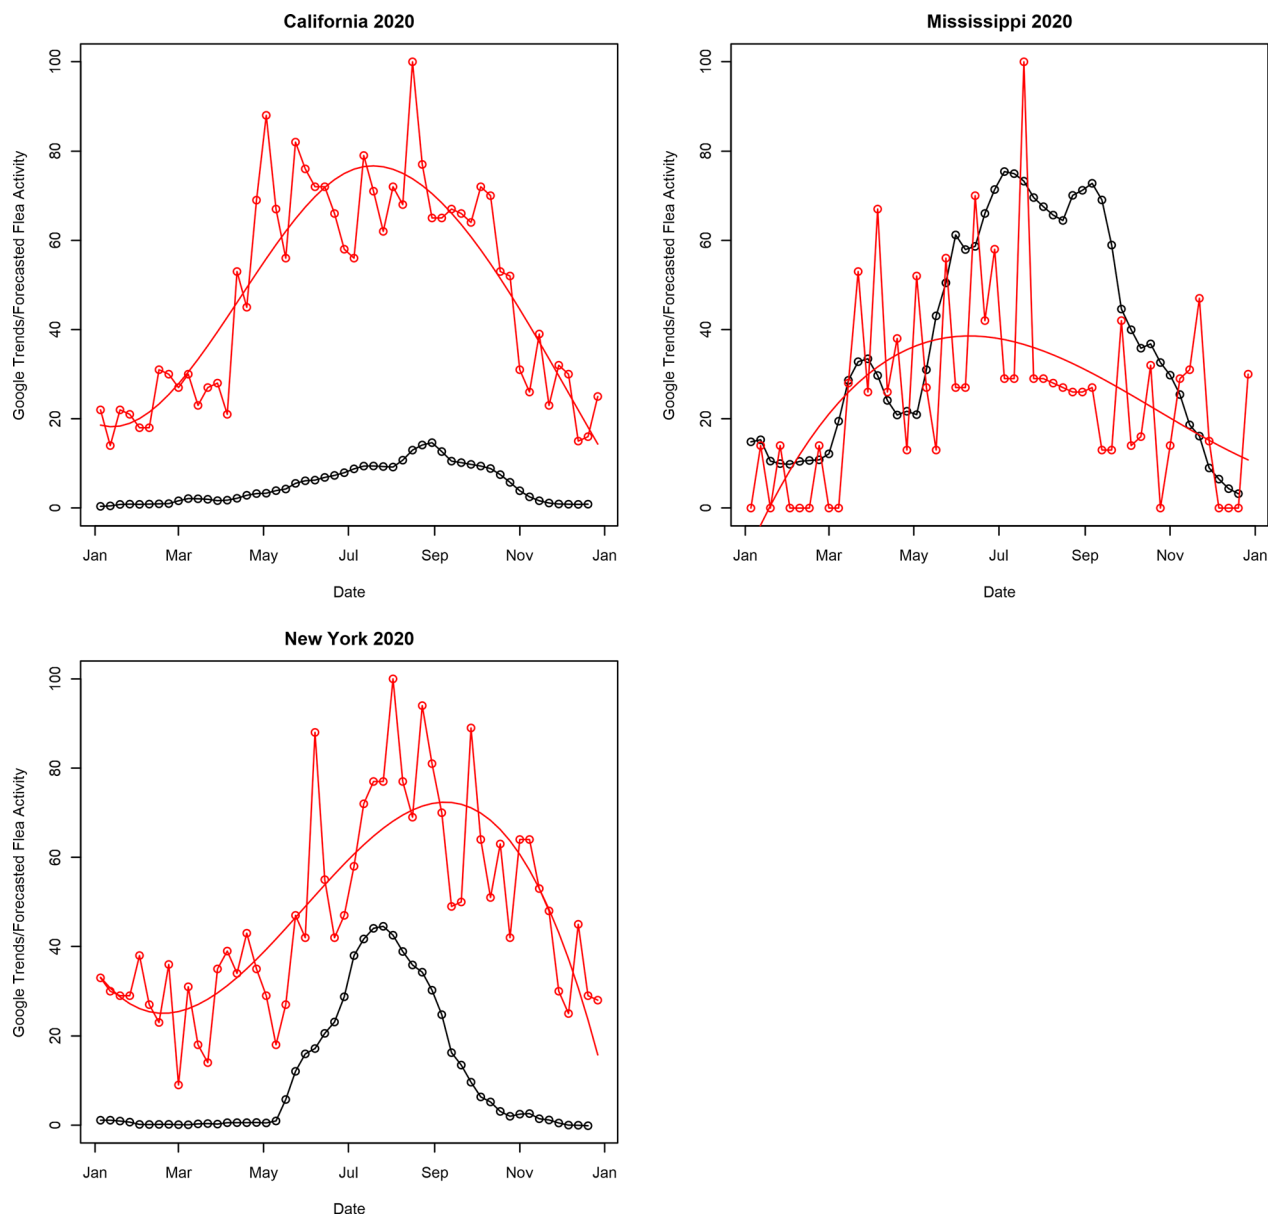 California 2020
Google Trends/Forecasted Flea Activity
100
80
60
40
20
0
Jan Mar May Jul Sep Nov Jan
Date
Mississippi 2020
Google Trends/Forecasted Flea Activity
100
80
60
40
20
0
Jan Mar May Jul Sep Nov Jan
Date
New York 2020
Google Trends/Forecasted Flea Activity
100
80
60
40
20
0
Jan Mar May Jul Sep Nov Jan
Date